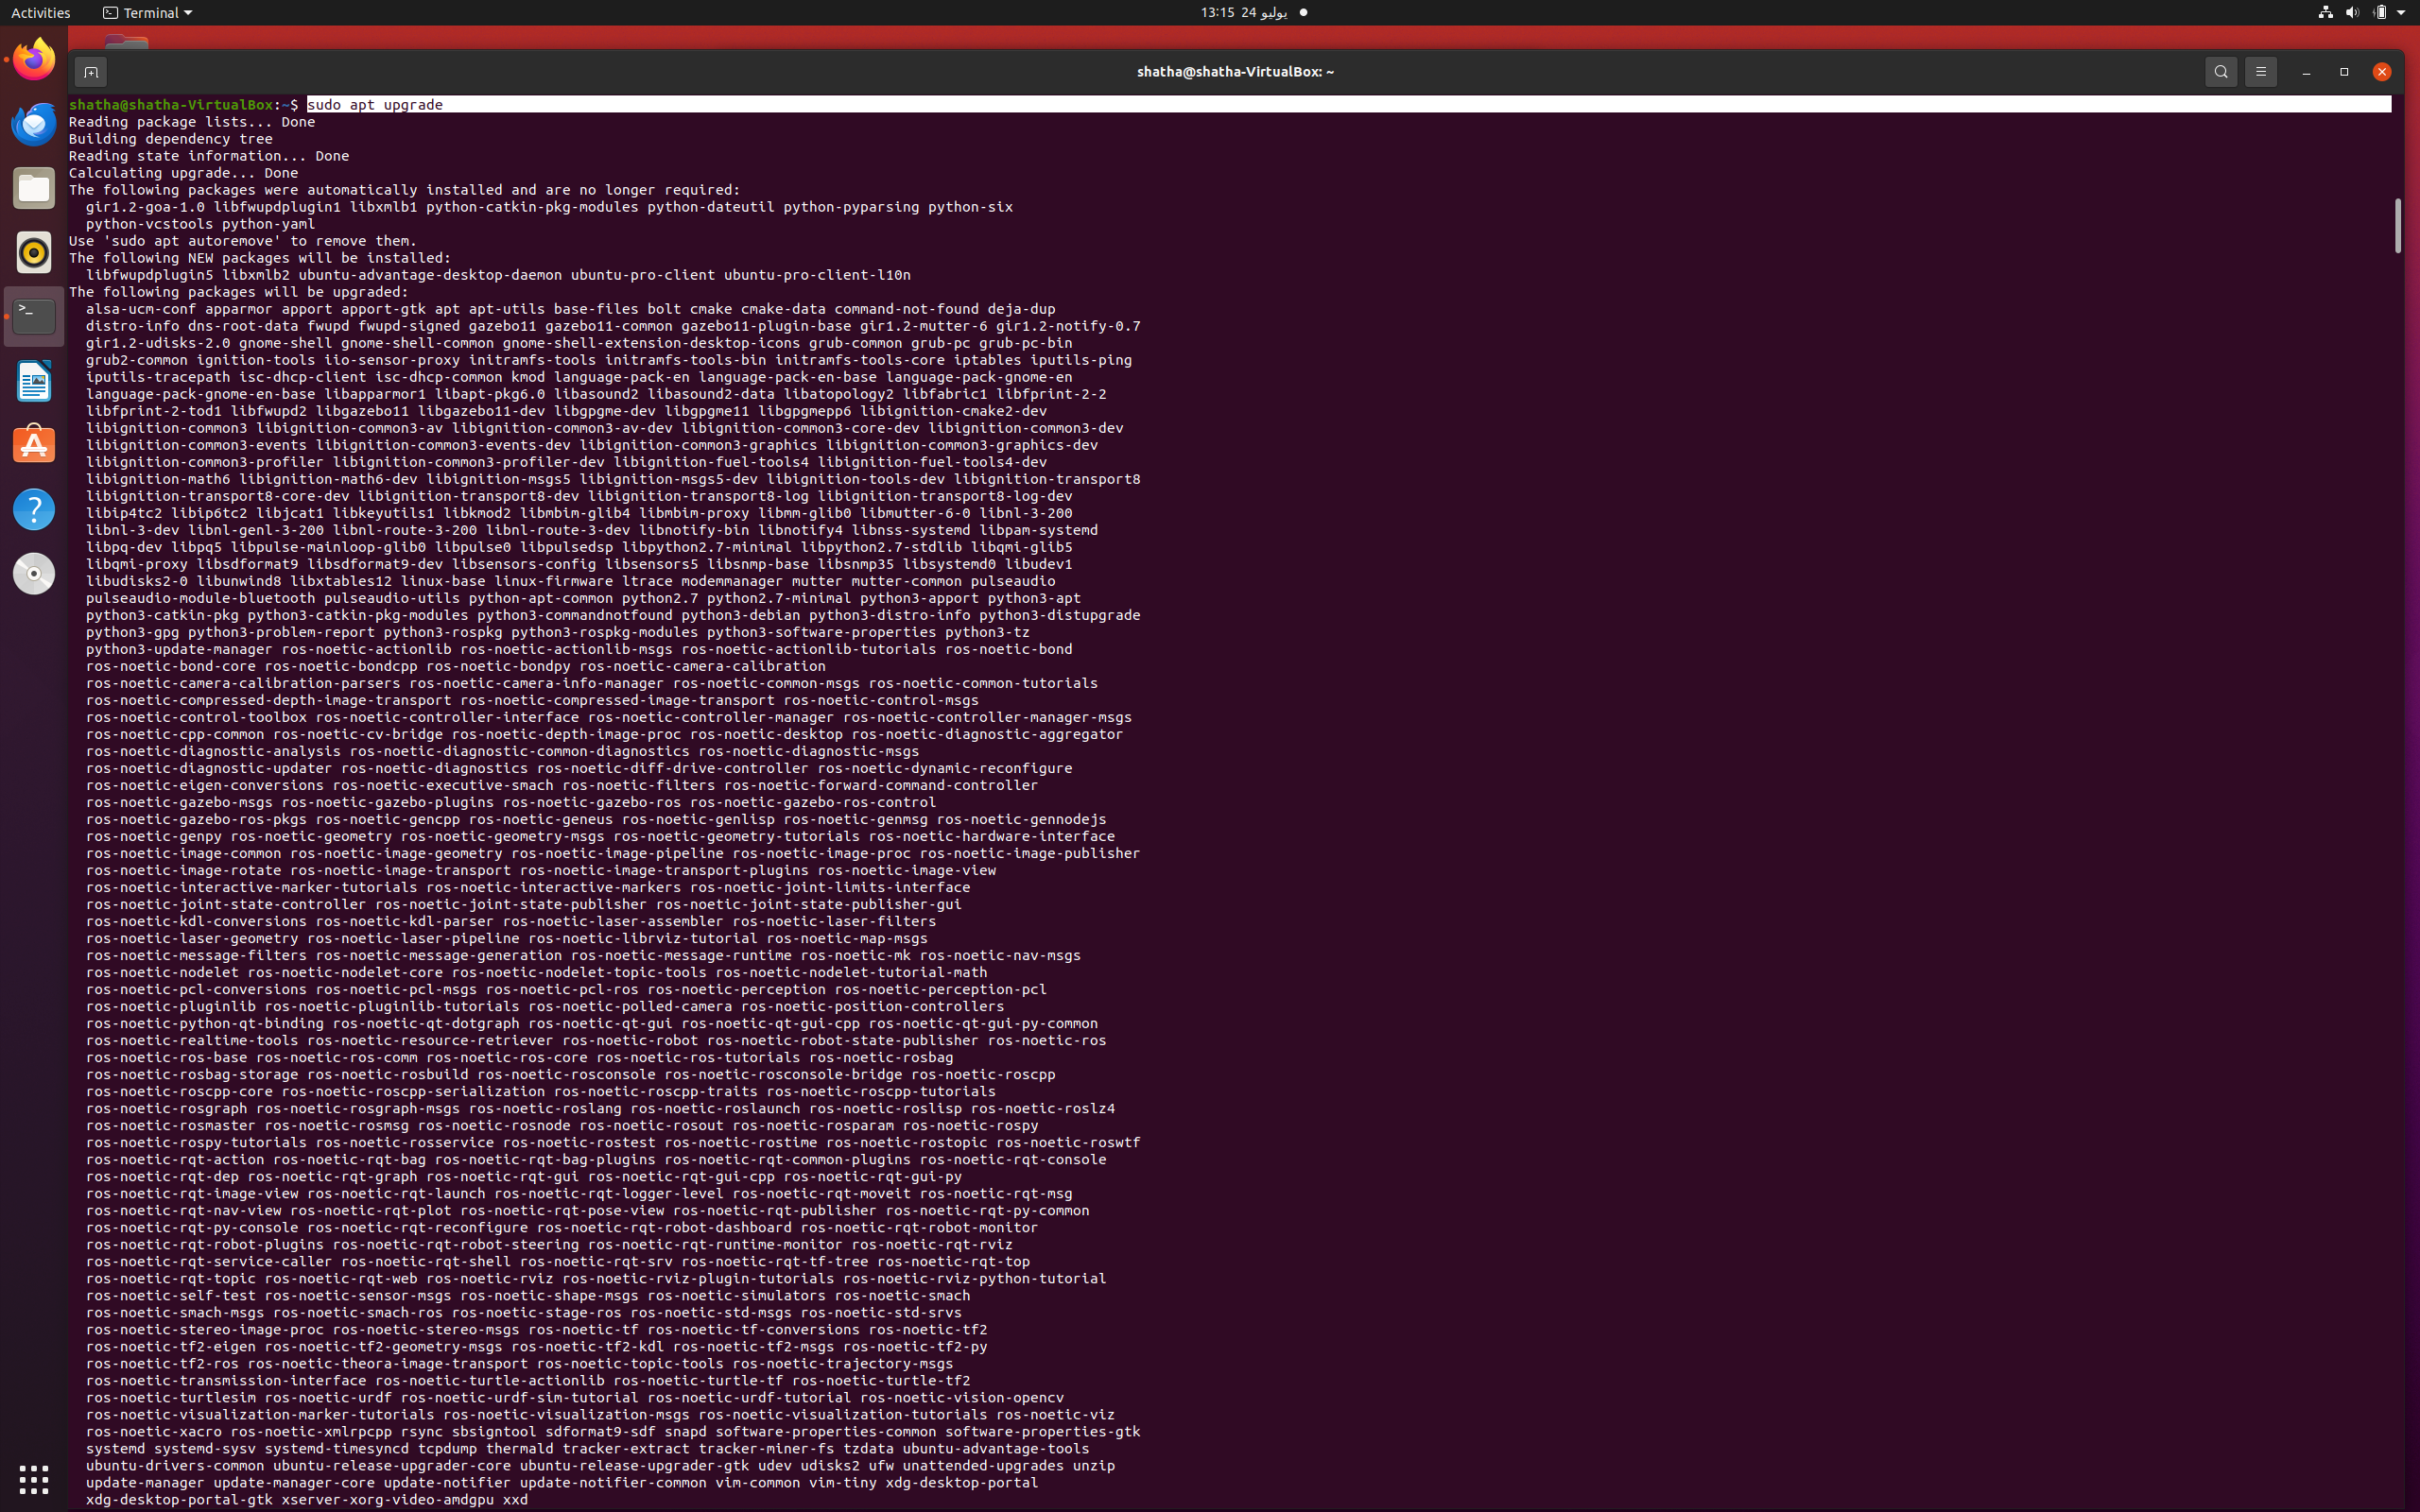 Activities
Terminal
13:15 24 يوليو
shatha@shatha-VirtualBox: ~
shatha@shatha-VirtualBox:~$ sudo apt upgrade
Reading package lists... Done
Building dependency tree
Reading state information... Done
Calculating upgrade... Done
The following packages were automatically installed and are no longer required:
  gir1.2-goa-1.0 libfwupdplugin1 libxmlb1 python-catkin-pkg-modules python-dateutil python-pyparsing python-six
  python-vcstools python-yaml
Use 'sudo apt autoremove' to remove them.
The following NEW packages will be installed:
  libfwupdplugin5 libxmlb2 ubuntu-advantage-desktop-daemon ubuntu-pro-client ubuntu-pro-client-l10n
The following packages will be upgraded:
  alsa-ucm-conf apparmor apport apport-gtk apt apt-utils base-files bolt cmake cmake-data command-not-found deja-dup
  distro-info dns-root-data fwupd fwupd-signed gazebo11 gazebo11-common gazebo11-plugin-base gir1.2-mutter-6 gir1.2-notify-0.7
  gir1.2-udisks-2.0 gnome-shell gnome-shell-common gnome-shell-extension-desktop-icons grub-common grub-pc grub-pc-bin
  grub2-common ignition-tools iio-sensor-proxy initramfs-tools initramfs-tools-bin initramfs-tools-core iptables iputils-ping
  iputils-tracepath isc-dhcp-client isc-dhcp-common kmod language-pack-en language-pack-en-base language-pack-gnome-en
  language-pack-gnome-en-base libapparmor1 libapt-pkg6.0 libasound2 libasound2-data libatopology2 libfabric1 libfprint-2-2
  libfprint-2-tod1 libfwupd2 libgazebo11 libgazebo11-dev libgpgme-dev libgpgme11 libgpgmepp6 libignition-cmake2-dev
  libignition-common3 libignition-common3-av libignition-common3-av-dev libignition-common3-core-dev libignition-common3-dev
  libignition-common3-events libignition-common3-events-dev libignition-common3-graphics libignition-common3-graphics-dev
  libignition-common3-profiler libignition-common3-profiler-dev libignition-fuel-tools4 libignition-fuel-tools4-dev
  libignition-math6 libignition-math6-dev libignition-msgs5 libignition-msgs5-dev libignition-tools-dev libignition-transport8
  libignition-transport8-core-dev libignition-transport8-dev libignition-transport8-log libignition-transport8-log-dev
  libip4tc2 libip6tc2 libjcat1 libkeyutils1 libkmod2 libmbim-glib4 libmbim-proxy libmm-glib0 libmutter-6-0 libnl-3-200
  libnl-3-dev libnl-genl-3-200 libnl-route-3-200 libnl-route-3-dev libnotify-bin libnotify4 libnss-systemd libpam-systemd
  libpq-dev libpq5 libpulse-mainloop-glib0 libpulse0 libpulsedsp libpython2.7-minimal libpython2.7-stdlib libqmi-glib5
  libqmi-proxy libsdformat9 libsdformat9-dev libsensors-config libsensors5 libsnmp-base libsnmp35 libsystemd0 libudev1
  libudisks2-0 libunwind8 libxtables12 linux-base linux-firmware ltrace modemmanager mutter mutter-common pulseaudio
  pulseaudio-module-bluetooth pulseaudio-utils python-apt-common python2.7 python2.7-minimal python3-apport python3-apt
  python3-catkin-pkg python3-catkin-pkg-modules python3-commandnotfound python3-debian python3-distro-info python3-distupgrade
  python3-gpg python3-problem-report python3-rospkg python3-rospkg-modules python3-software-properties python3-tz
  python3-update-manager ros-noetic-actionlib ros-noetic-actionlib-msgs ros-noetic-actionlib-tutorials ros-noetic-bond
  ros-noetic-bond-core ros-noetic-bondcpp ros-noetic-bondpy ros-noetic-camera-calibration
  ros-noetic-camera-calibration-parsers ros-noetic-camera-info-manager ros-noetic-common-msgs ros-noetic-common-tutorials
  ros-noetic-compressed-depth-image-transport ros-noetic-compressed-image-transport ros-noetic-control-msgs
  ros-noetic-control-toolbox ros-noetic-controller-interface ros-noetic-controller-manager ros-noetic-controller-manager-msgs
  ros-noetic-cpp-common ros-noetic-cv-bridge ros-noetic-depth-image-proc ros-noetic-desktop ros-noetic-diagnostic-aggregator
  ros-noetic-diagnostic-analysis ros-noetic-diagnostic-common-diagnostics ros-noetic-diagnostic-msgs
  ros-noetic-diagnostic-updater ros-noetic-diagnostics ros-noetic-diff-drive-controller ros-noetic-dynamic-reconfigure
  ros-noetic-eigen-conversions ros-noetic-executive-smach ros-noetic-filters ros-noetic-forward-command-controller
  ros-noetic-gazebo-msgs ros-noetic-gazebo-plugins ros-noetic-gazebo-ros ros-noetic-gazebo-ros-control
  ros-noetic-gazebo-ros-pkgs ros-noetic-gencpp ros-noetic-geneus ros-noetic-genlisp ros-noetic-genmsg ros-noetic-gennodejs
  ros-noetic-genpy ros-noetic-geometry ros-noetic-geometry-msgs ros-noetic-geometry-tutorials ros-noetic-hardware-interface
  ros-noetic-image-common ros-noetic-image-geometry ros-noetic-image-pipeline ros-noetic-image-proc ros-noetic-image-publisher
  ros-noetic-image-rotate ros-noetic-image-transport ros-noetic-image-transport-plugins ros-noetic-image-view
  ros-noetic-interactive-marker-tutorials ros-noetic-interactive-markers ros-noetic-joint-limits-interface
  ros-noetic-joint-state-controller ros-noetic-joint-state-publisher ros-noetic-joint-state-publisher-gui
  ros-noetic-kdl-conversions ros-noetic-kdl-parser ros-noetic-laser-assembler ros-noetic-laser-filters
  ros-noetic-laser-geometry ros-noetic-laser-pipeline ros-noetic-librviz-tutorial ros-noetic-map-msgs
  ros-noetic-message-filters ros-noetic-message-generation ros-noetic-message-runtime ros-noetic-mk ros-noetic-nav-msgs
  ros-noetic-nodelet ros-noetic-nodelet-core ros-noetic-nodelet-topic-tools ros-noetic-nodelet-tutorial-math
  ros-noetic-pcl-conversions ros-noetic-pcl-msgs ros-noetic-pcl-ros ros-noetic-perception ros-noetic-perception-pcl
  ros-noetic-pluginlib ros-noetic-pluginlib-tutorials ros-noetic-polled-camera ros-noetic-position-controllers
  ros-noetic-python-qt-binding ros-noetic-qt-dotgraph ros-noetic-qt-gui ros-noetic-qt-gui-cpp ros-noetic-qt-gui-py-common
  ros-noetic-realtime-tools ros-noetic-resource-retriever ros-noetic-robot ros-noetic-robot-state-publisher ros-noetic-ros
  ros-noetic-ros-base ros-noetic-ros-comm ros-noetic-ros-core ros-noetic-ros-tutorials ros-noetic-rosbag
  ros-noetic-rosbag-storage ros-noetic-rosbuild ros-noetic-rosconsole ros-noetic-rosconsole-bridge ros-noetic-roscpp
  ros-noetic-roscpp-core ros-noetic-roscpp-serialization ros-noetic-roscpp-traits ros-noetic-roscpp-tutorials
  ros-noetic-rosgraph ros-noetic-rosgraph-msgs ros-noetic-roslang ros-noetic-roslaunch ros-noetic-roslisp ros-noetic-roslz4
  ros-noetic-rosmaster ros-noetic-rosmsg ros-noetic-rosnode ros-noetic-rosout ros-noetic-rosparam ros-noetic-rospy
  ros-noetic-rospy-tutorials ros-noetic-rosservice ros-noetic-rostest ros-noetic-rostime ros-noetic-rostopic ros-noetic-roswtf
  ros-noetic-rqt-action ros-noetic-rqt-bag ros-noetic-rqt-bag-plugins ros-noetic-rqt-common-plugins ros-noetic-rqt-console
  ros-noetic-rqt-dep ros-noetic-rqt-graph ros-noetic-rqt-gui ros-noetic-rqt-gui-cpp ros-noetic-rqt-gui-py
  ros-noetic-rqt-image-view ros-noetic-rqt-launch ros-noetic-rqt-logger-level ros-noetic-rqt-moveit ros-noetic-rqt-msg
  ros-noetic-rqt-nav-view ros-noetic-rqt-plot ros-noetic-rqt-pose-view ros-noetic-rqt-publisher ros-noetic-rqt-py-common
  ros-noetic-rqt-py-console ros-noetic-rqt-reconfigure ros-noetic-rqt-robot-dashboard ros-noetic-rqt-robot-monitor
  ros-noetic-rqt-robot-plugins ros-noetic-rqt-robot-steering ros-noetic-rqt-runtime-monitor ros-noetic-rqt-rviz
  ros-noetic-rqt-service-caller ros-noetic-rqt-shell ros-noetic-rqt-srv ros-noetic-rqt-tf-tree ros-noetic-rqt-top
  ros-noetic-rqt-topic ros-noetic-rqt-web ros-noetic-rviz ros-noetic-rviz-plugin-tutorials ros-noetic-rviz-python-tutorial
  ros-noetic-self-test ros-noetic-sensor-msgs ros-noetic-shape-msgs ros-noetic-simulators ros-noetic-smach
  ros-noetic-smach-msgs ros-noetic-smach-ros ros-noetic-stage-ros ros-noetic-std-msgs ros-noetic-std-srvs
  ros-noetic-stereo-image-proc ros-noetic-stereo-msgs ros-noetic-tf ros-noetic-tf-conversions ros-noetic-tf2
  ros-noetic-tf2-eigen ros-noetic-tf2-geometry-msgs ros-noetic-tf2-kdl ros-noetic-tf2-msgs ros-noetic-tf2-py
  ros-noetic-tf2-ros ros-noetic-theora-image-transport ros-noetic-topic-tools ros-noetic-trajectory-msgs
  ros-noetic-transmission-interface ros-noetic-turtle-actionlib ros-noetic-turtle-tf ros-noetic-turtle-tf2
  ros-noetic-turtlesim ros-noetic-urdf ros-noetic-urdf-sim-tutorial ros-noetic-urdf-tutorial ros-noetic-vision-opencv
  ros-noetic-visualization-marker-tutorials ros-noetic-visualization-msgs ros-noetic-visualization-tutorials ros-noetic-viz
  ros-noetic-xacro ros-noetic-xmlrpcpp rsync sbsigntool sdformat9-sdf snapd software-properties-common software-properties-gtk
  systemd systemd-sysv systemd-timesyncd tcpdump thermald tracker-extract tracker-miner-fs tzdata ubuntu-advantage-tools
  ubuntu-drivers-common ubuntu-release-upgrader-core ubuntu-release-upgrader-gtk udev udisks2 ufw unattended-upgrades unzip
  update-manager update-manager-core update-notifier update-notifier-common vim-common vim-tiny xdg-desktop-portal
  xdg-desktop-portal-gtk xserver-xorg-video-amdgpu xxd